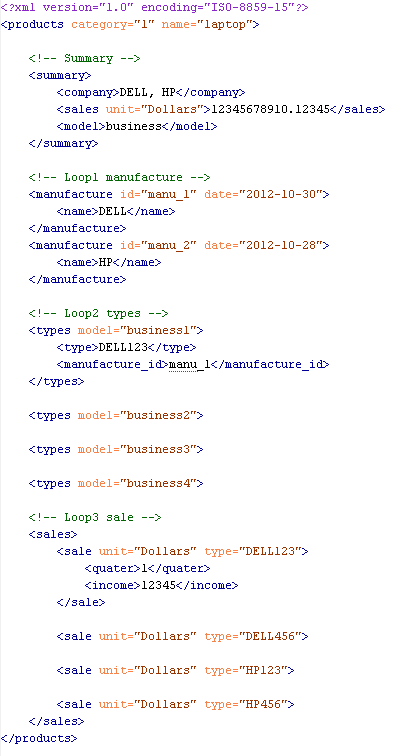 <?xml version="1.0" encoding="ISO-8859-15"?>
<products category="1" name="laptop">
<!-- Summary -->
<summary>
<company>DELL, HP</company>
<sales unit="Dollars">12345678910.12345</sales>
<model>business</model>
</summary>
<!-- Loop1 manufacture -->
<manufacture id="manu_1" date="2012-10-30">
<name>DELL</name>
</manufacture>
<manufacture id="manu_2" date="2012-10-28">
<name>HP</name>
</manufacture>
<!-- Loop2 types -->
<types model="business1">
<type>DELL123</type>
<manufacture_id>manu_1</manufacture_id>
</types>
<types model="business2">
<types model="business3">
<types model="business4">
<!-- Loop3 sale -->
<sales>
<sale unit="Dollars" type="DELL123">
<quater>1</quater>
<income>12345</income>
</sale>
<sale unit="Dollars" type="DELL456">
<sale unit="Dollars" type="HP123">
<sale unit="Dollars" type="HP456">
</sales>
</products>